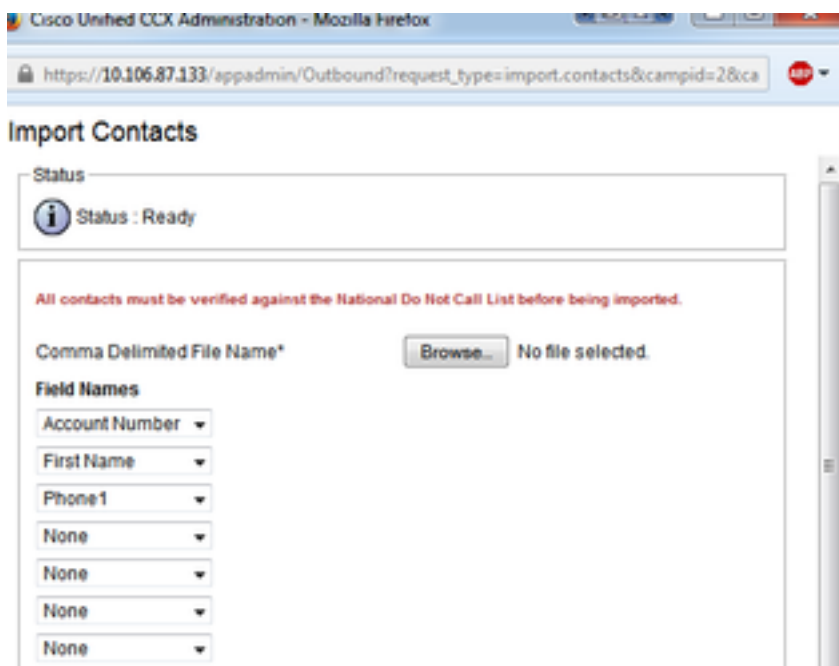 Cisco Unified CCX Administration - Mozilla Firefox
https://10.106.87.133/appadmin/Outbound?request_type=import.contacts&campid=2&ca
ABP
Import Contacts
Status
i Status : Ready
All contacts must be verified against the National Do Not Call List before being imported.
Comma Delimited File Name* Browse... No file selected.
Field Names
Account Number
First Name
Phone1
None
None
None
None